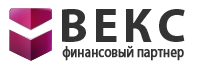 ВЕКС
финансовый партнер